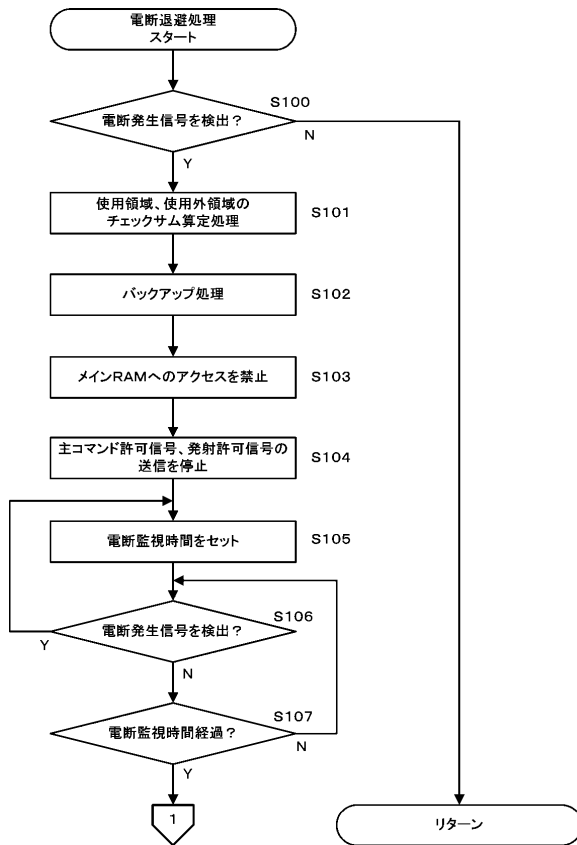 電断退避処理
スタート
S100
電断発生信号を検出？
N
Y
使用領域、使用外領域の
チェックサム算定処理
S101
バックアップ処理
S102
メインRAMへのアクセスを禁止
S103
主コマンド許可信号、発射許可信号の
送信を停止
S104
電断監視時間をセット
S105
S106
電断発生信号を検出？
Y
N
S107
電断監視時間経過？
N
Y
1
リターン